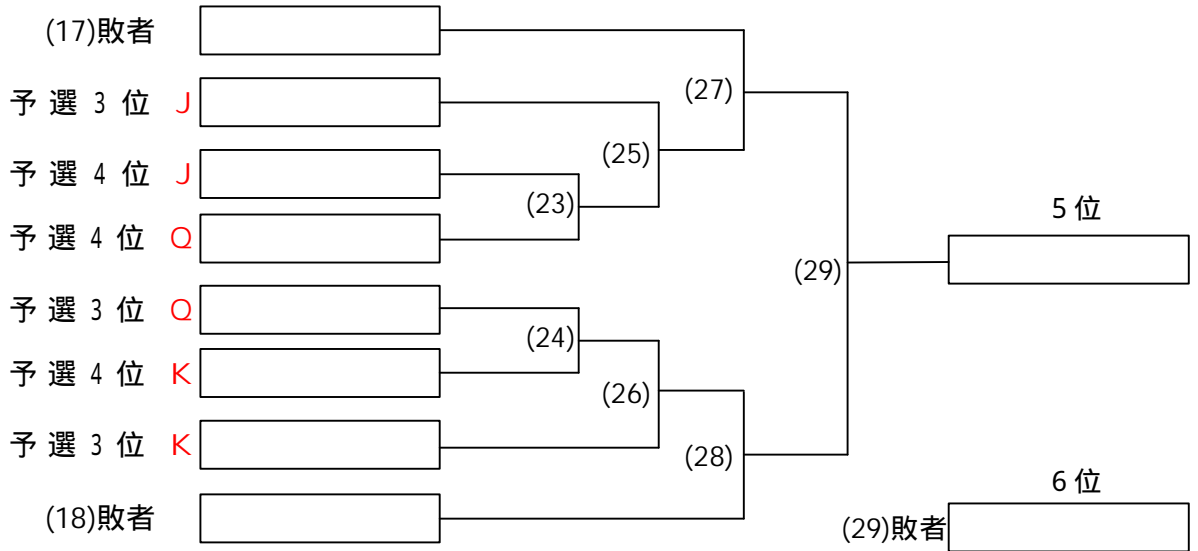 (17)敗者
予選3位 J
(27)
(25)
予選4位 J
(23)
予選4位 Q
5位
(29)
予選3位 Q
(24)
予選4位 K
(26)
予選3位 K
(28)
6位
(18)敗者
(29)敗者